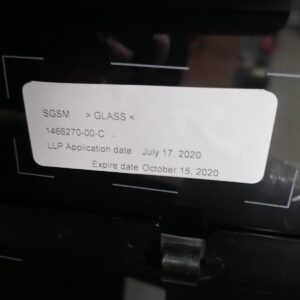 SGSM > GLASS <
1466270-00-C .
LLP Application date July 17, 2020
Expire date October 15, 2020